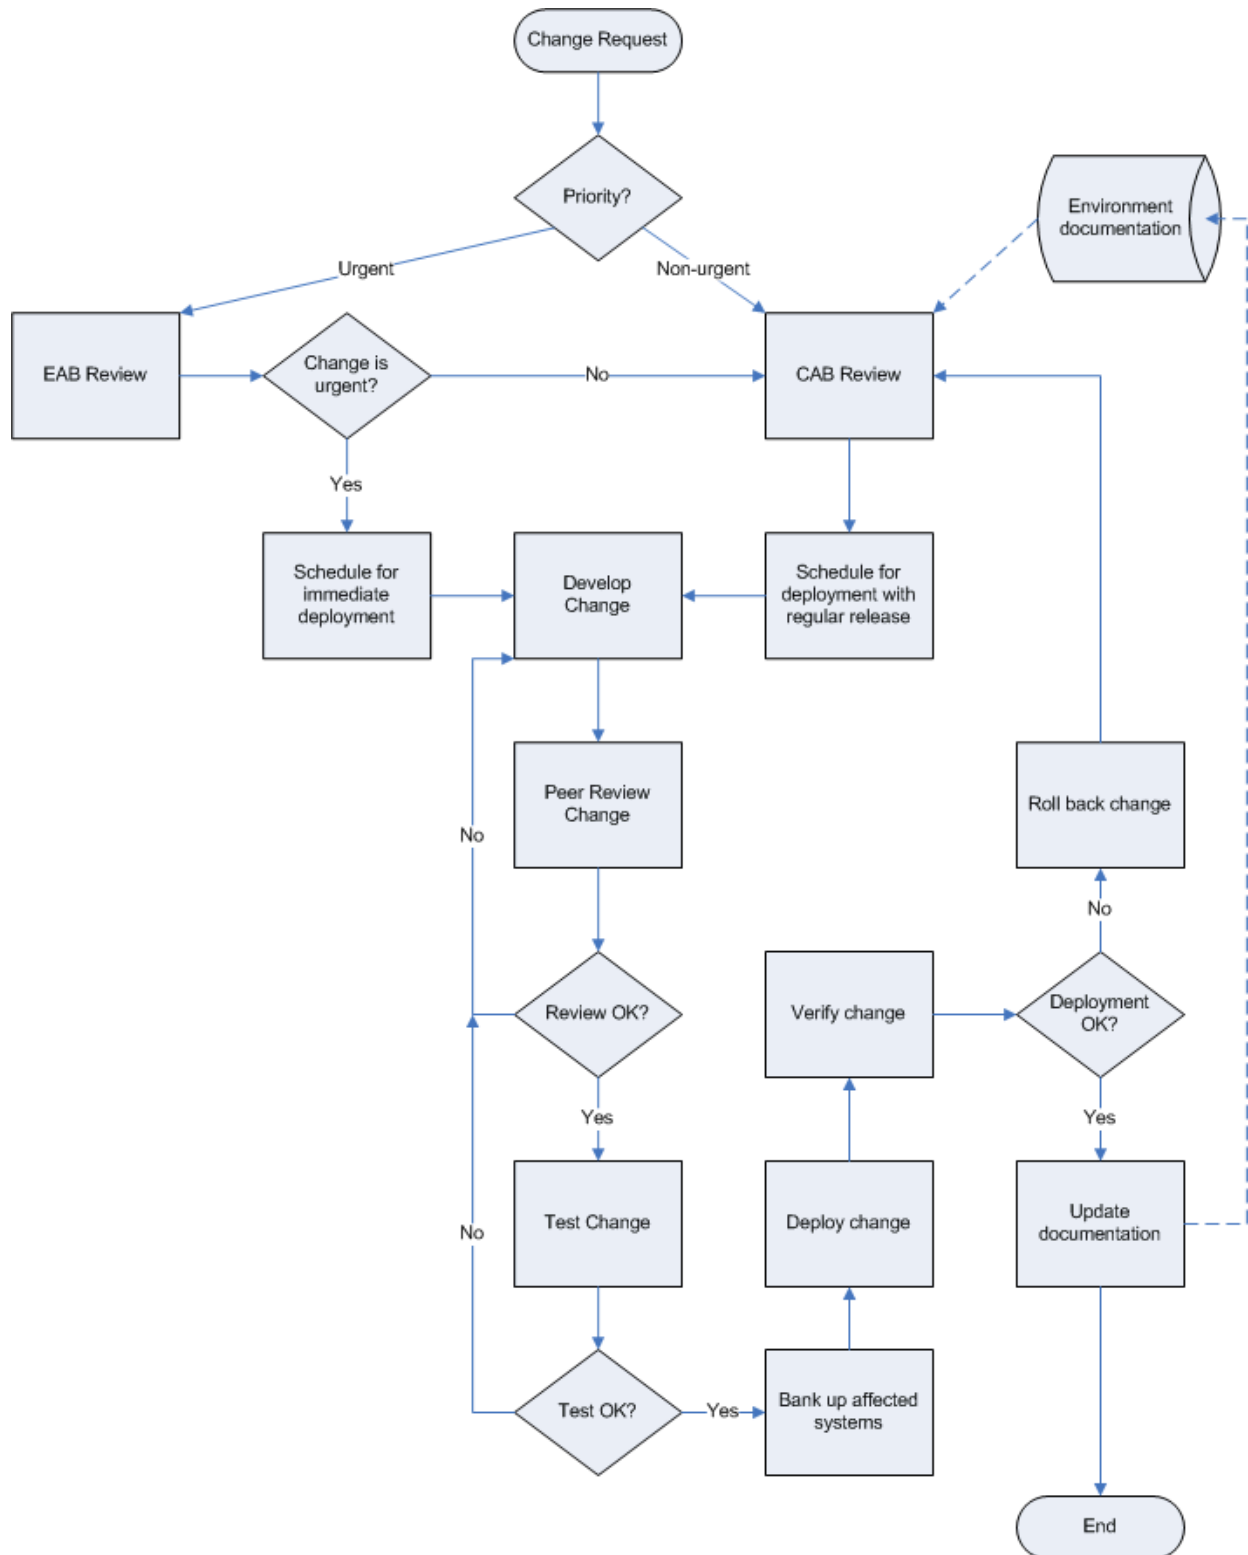 Change Request
Priority?
Environment
documentation
Urgent
Non-urgent
EAB Review
Change is
urgent?
No
CAB Review
Yes
Schedule for
immediate
deployment
Develop
Change
Schedule for
deployment with
regular release
Peer Review
Change
Roll back change
No
No
Review OK?
Verify change
Deployment
OK?
Yes
Yes
Test Change
Deploy change
Update
documentation
No
Test OK?
Yes
Bank up affected
systems
End